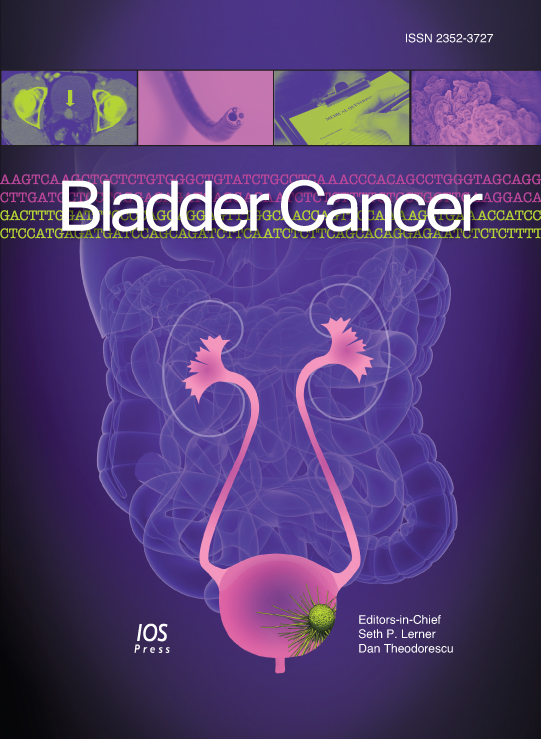 ISSN 2352-3727
AAGTCAAGCTGCTCTGTGGGCTGTATCTGCCTCAAACCCACAGCCTGGGTAGCAGG
Bladder Cancer
CTCCATGAGATGATCCAGCAGATCTTCAATCTCTTCAGCACAGGAGAATCTCTCTTTT
Editors-in-Chief
Seth P. Lerner
Dan Theodorescu
IOS
Press